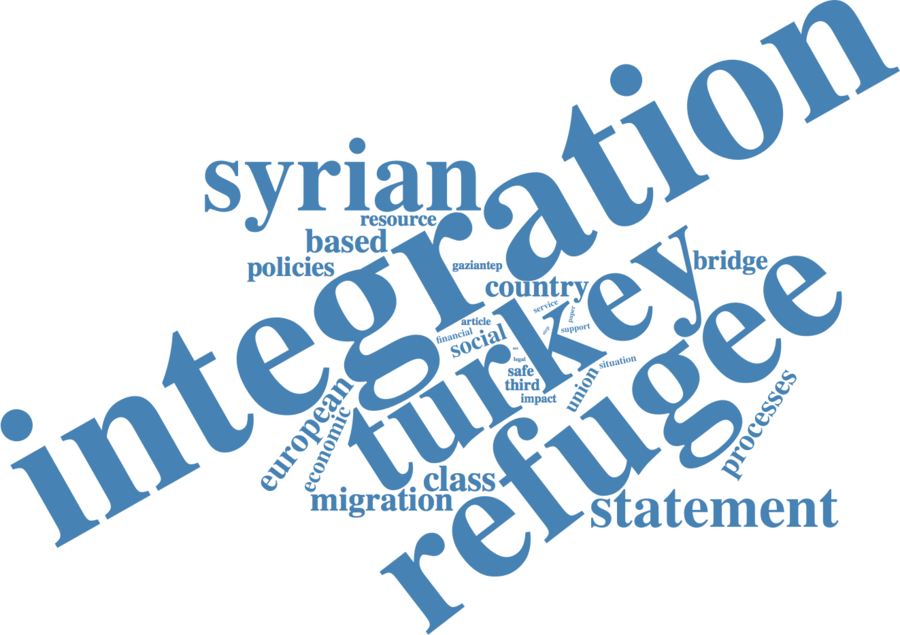 integration
syrian
resource
based
policies
gaziantep
country
bridge
turkey
service
paper
article
support
financial
social
legal
safe
situation
third
impact
union
refugee
european
economic
processes
class
migration
statement